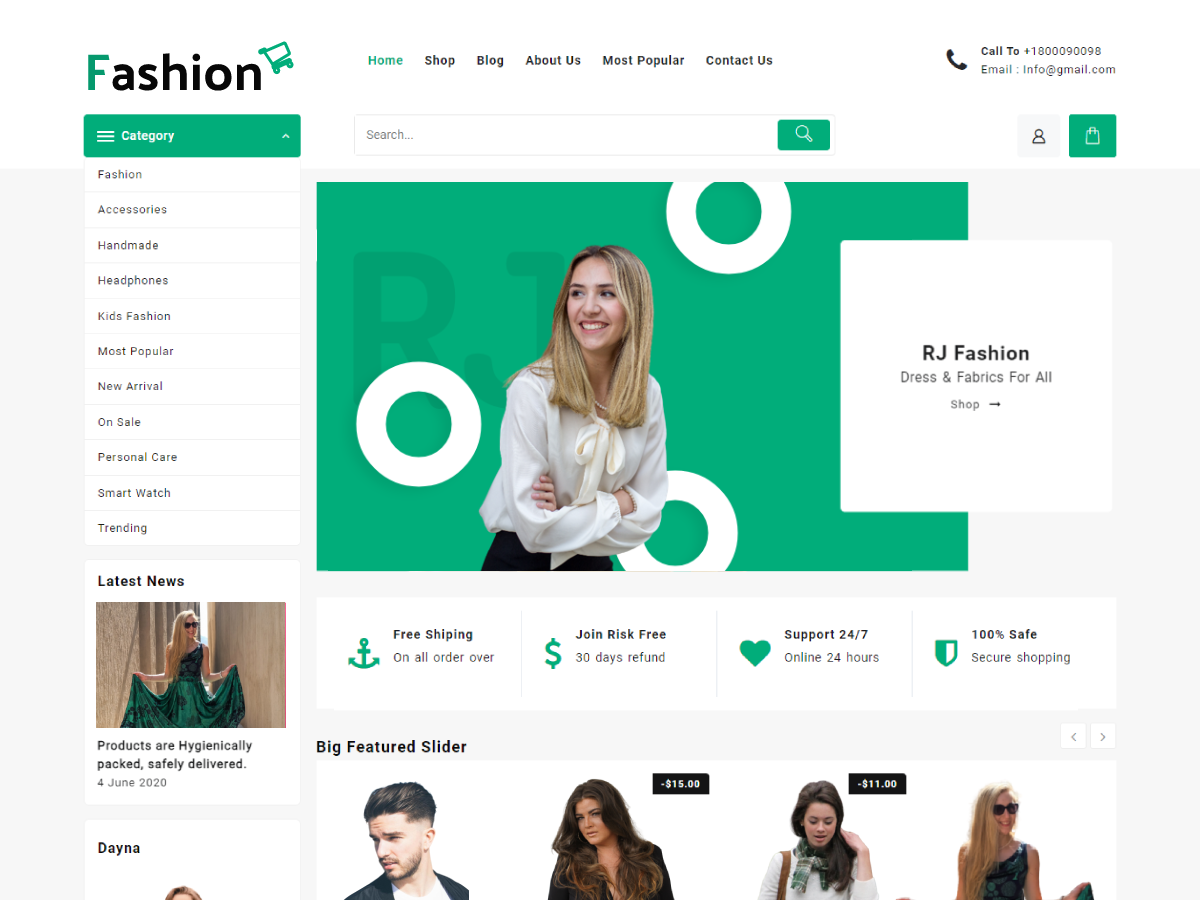 Fashion
Home
Shop
Blog
About Us
Most Popular
Contact Us
Call To +1800090098
Email : Info@gmail.com
Category
Search...
Fashion
Accessories
Handmade
Headphones
Kids Fashion
Most Popular
New Arrival
On Sale
Personal Care
Smart Watch
Trending
RJ
RJ Fashion
Dress & Fabrics For All
Shop →
Latest News
Products are Hygienically
packed, safely delivered.
4 June 2020
Dayna
Free Shiping
On all order over
Join Risk Free
30 days refund
Support 24/7
Online 24 hours
100% Safe
Secure shopping
Big Featured Slider
-$15.00
-$11.00